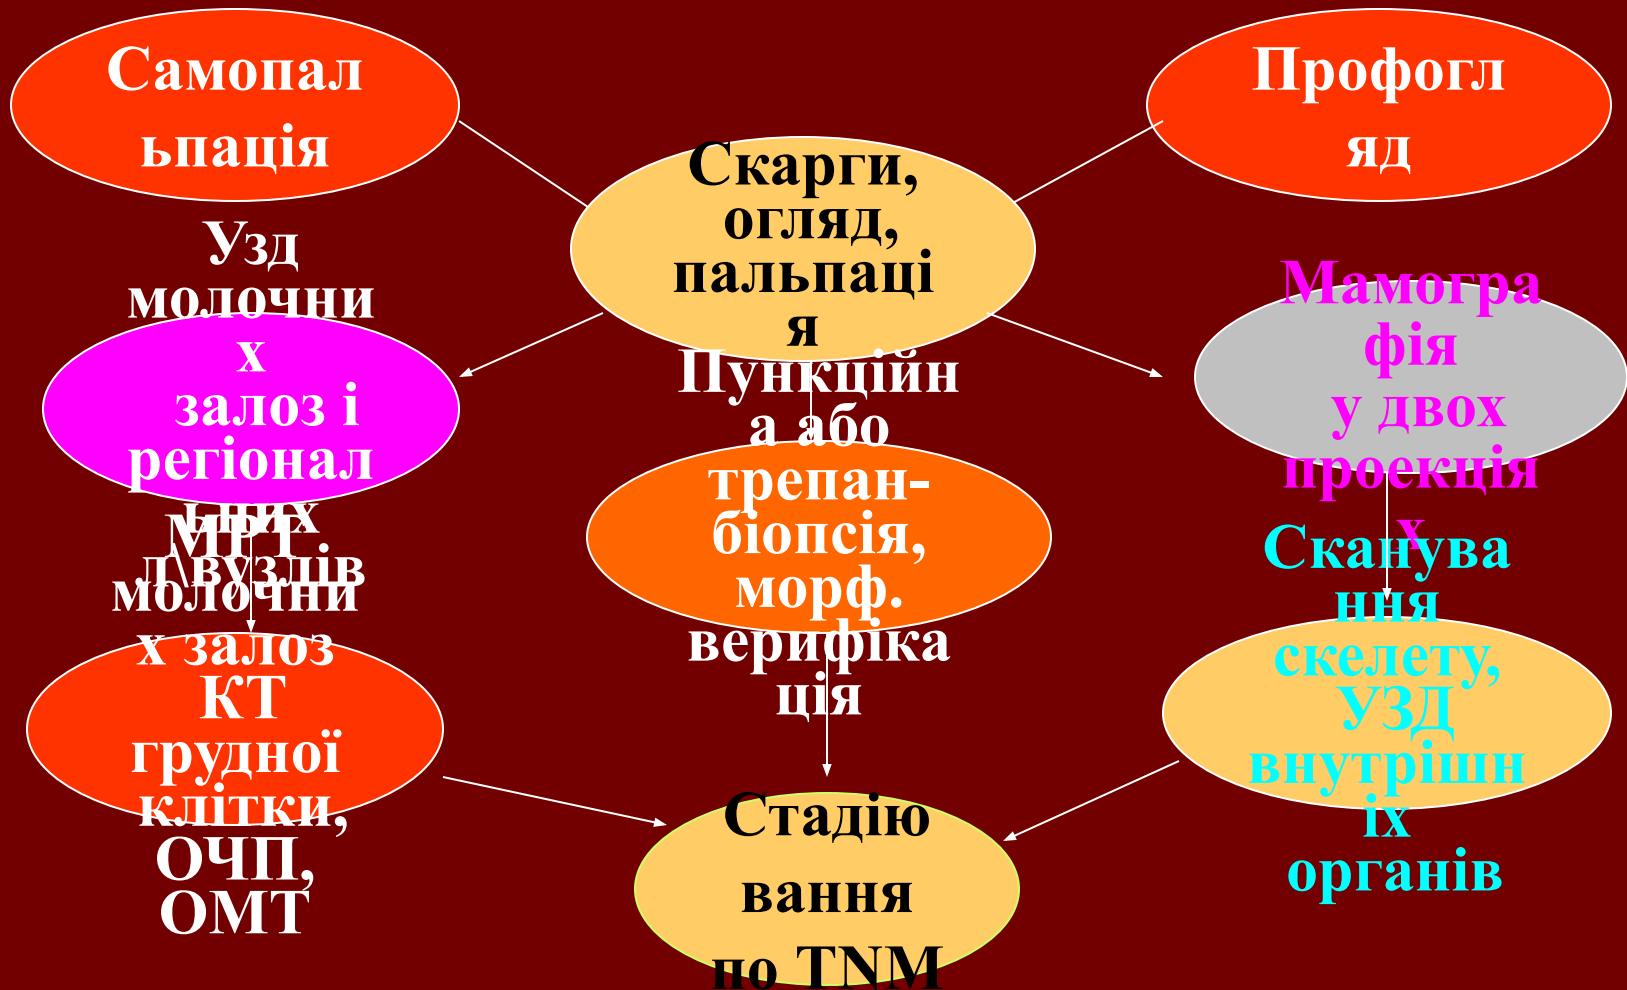 Самопал
ьпація
Профогл
яд
Скарги,
огляд,
пальпаці
я
Узд
молочни
х
залоз і
регіонал
ьних
л\вузлів
Пункційн
а або
трепан-
біопсія,
морф.
верифіка
ція
Мамогра
фія
у двох
проекція
х
МРТ
молочни
х залоз
КТ
грудної
клітки,
ОЧП,
ОМТ
Сканува
ння
скелету,
УЗД
внутрішн
іх
органів
Стадію
вання
по TNM